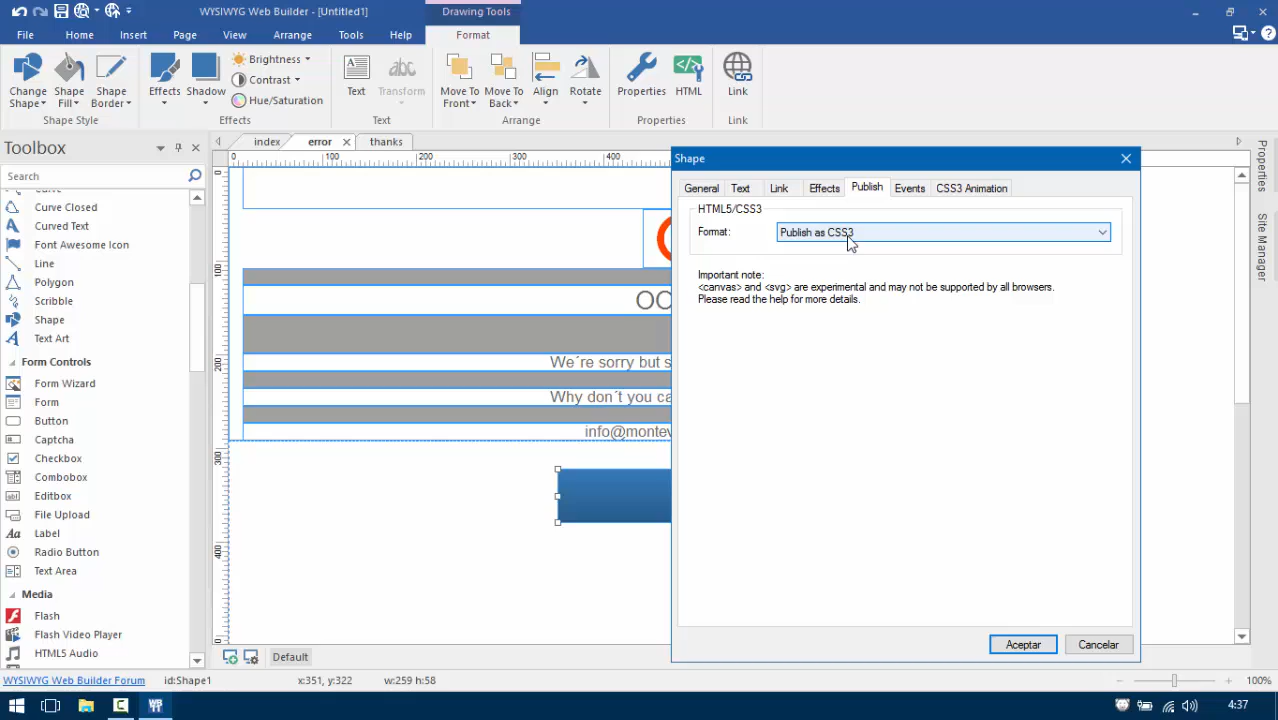 WYSIWYG Web Builder - [Untitled1]
Drawing Tools
File
Home
Insert
Page
View
Arrange
Tools
Help
Format
Change Shape
Shape Fill
Shape Border
Shape Style
Effects
Shadow
Brightness
Contrast
Hue/Saturation
Effects
Text
Transform
Text
Move To Front
Move To Back
Align
Rotate
Arrange
Properties
HTML
Properties
Link
Link
Toolbox
Search
Curve Closed
Curved Text
Font Awesome Icon
Line
Polygon
Scribble
Shape
Text Art
Form Controls
Form Wizard
Form
Button
Captcha
Checkbox
Combobox
Editbox
File Upload
Label
Radio Button
Text Area
Media
Flash
Flash Video Player
HTML5 Audio
index
error
thanks
0 100 200 300 400
0
100
200
300
400
OO
We´re sorry but s
Why don´t you ca
info@montev
Default
Shape
General
Text
Link
Effects
Publish
Events
CSS3 Animation
HTML5/CSS3
Format:
Publish as CSS3
Important note:
<canvas> and <svg> are experimental and may not be supported by all browsers.
Please read the help for more details.
Aceptar
Cancelar
Properties
Site Manager
WYSIWYG Web Builder Forum
id:Shape1
x:351, y:322
w:259 h:58
100%
4:37